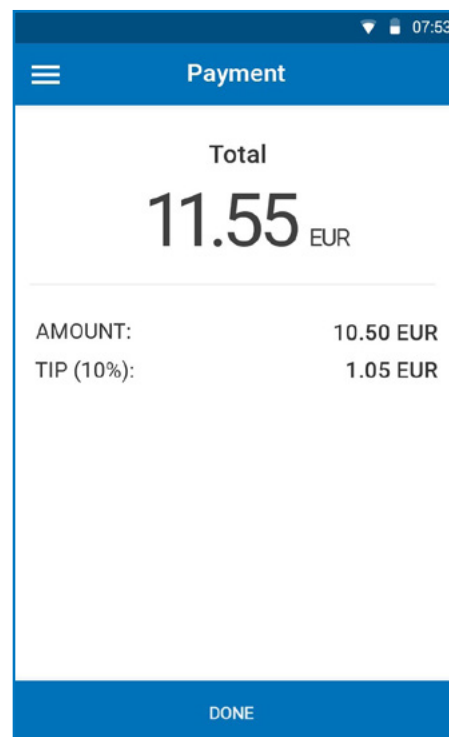 07:53
Payment
Total
11.55 EUR
AMOUNT: 10.50 EUR
TIP (10%): 1.05 EUR
DONE